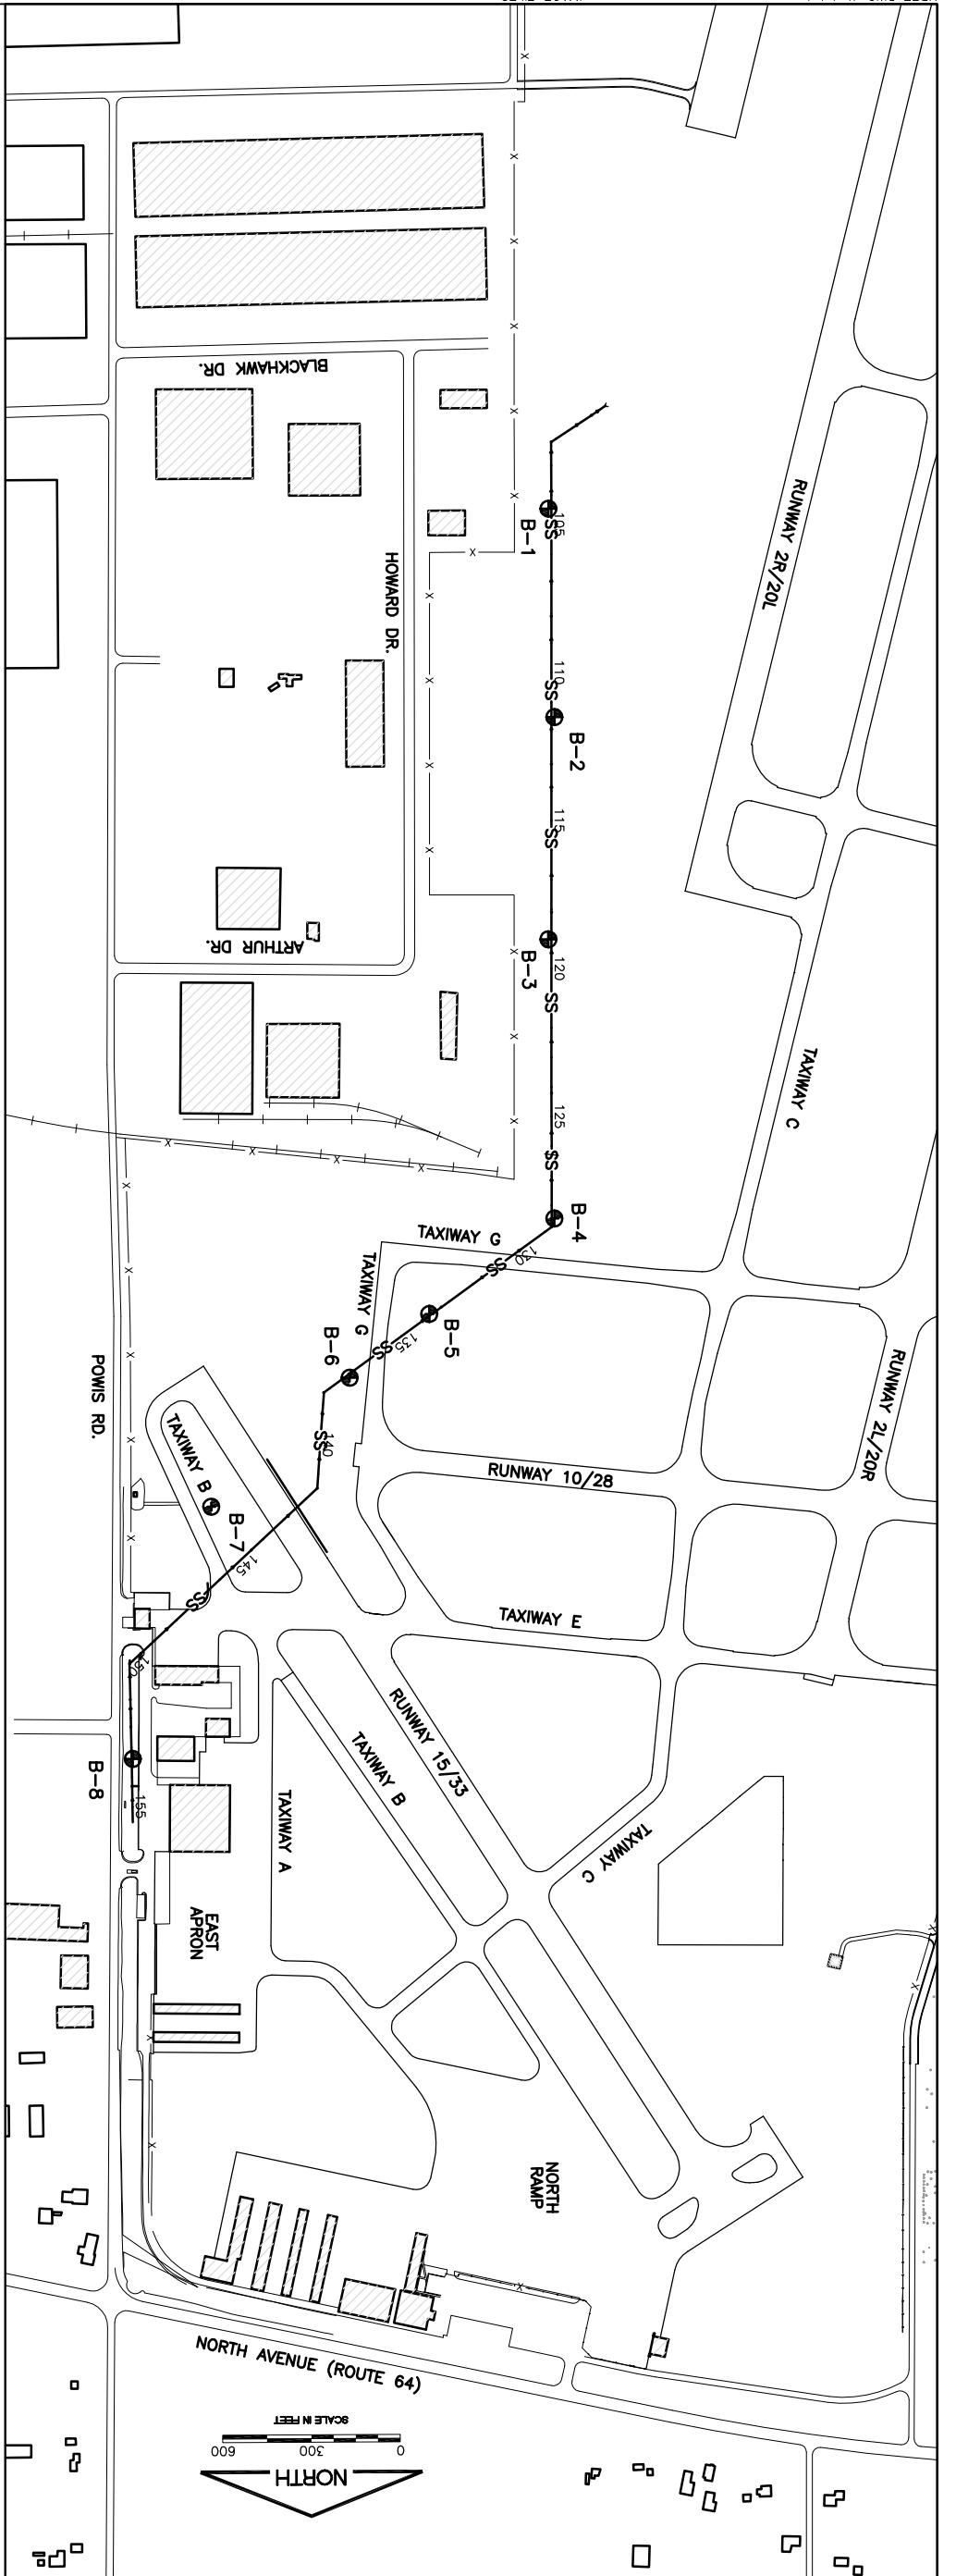 BLACKHAWK DR.
105
SS
B-1
RUNWAY 2R/20L
HOWARD DR.
110
SS
B-2
115
SS
ARTHUR DR.
B-3
120
SS
TAXIWAY C
125
SS
B-4
TAXIWAY G
130
SS
TAXIWAY G
B-5
135
SS
B-6
RUNWAY 2L/20R
POWIS RD.
TAXIWAY B
140
SS
RUNWAY 10/28
B-7
145
SS
TAXIWAY E
150
RUNWAY 15/33
TAXIWAY B
B-8
155
TAXIWAY A
TAXIWAY C
EAST
APRON
NORTH
RAMP
NORTH AVENUE (ROUTE 64)
SCALE IN FEET
0 300 600
NORTH